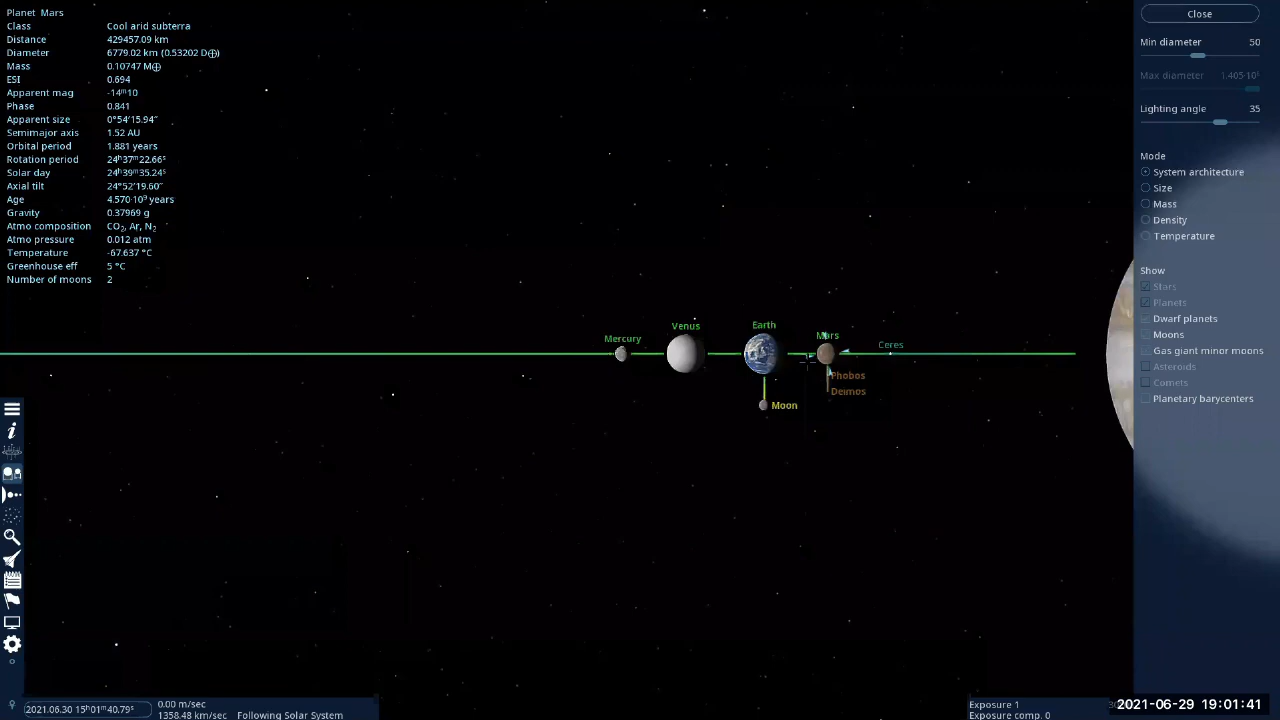 Planet Mars
Class Cool arid subterra
Distance 429457.09 km
Diameter 6779.02 km (0.53202 D⊕)
Mass 0.10747 M⊕
ESI 0.694
Apparent mag -14ᵐ10
Phase 0.841
Apparent size 0°54′15.94″
Semimajor axis 1.52 AU
Orbital period 1.881 years
Rotation period 24ʰ37ᵐ22.66ˢ
Solar day 24ʰ39ᵐ35.24ˢ
Axial tilt 24°52′19.60″
Age 4.570·10⁹ years
Gravity 0.37969 g
Atmo composition CO₂, Ar, N₂
Atmo pressure 0.012 atm
Temperature -67.637 °C
Greenhouse eff 5 °C
Number of moons 2
Mercury
Venus
Earth
Moon
Mars
Phobos
Deimos
Ceres
Close
Min diameter 50
Max diameter
Lighting angle 35
Mode
System architecture
Size
Mass
Density
Temperature
Show
Stars
Planets
Dwarf planets
Moons
Gas giant minor moons
Asteroids
Comets
Planetary barycenters
2021.06.30 15ʰ01ᵐ40.79ˢ
0.00 m/sec
1358.48 km/sec Following Solar System
Exposure 1
Exposure comp. 0
2021-06-29 19:01:41